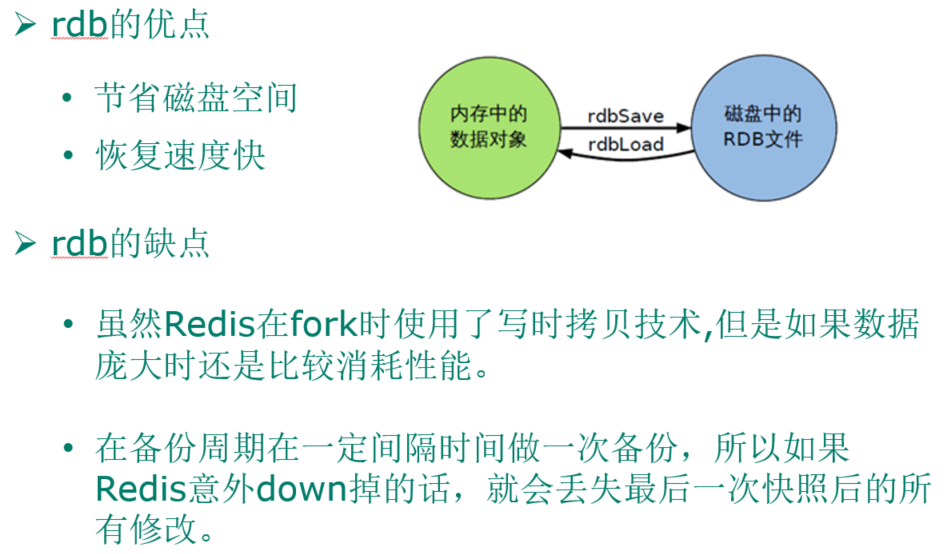 ➢ rdb的优点
• 节省磁盘空间
• 恢复速度快
内存中的
数据对象
rdbSave
rdbLoad
磁盘中的
RDB文件
➢ rdb的缺点
• 虽然Redis在fork时使用了写时拷贝技术,但是如果数据
庞大时还是比较消耗性能。
• 在备份周期在一定间隔时间做一次备份，所以如果
Redis意外down掉的话，就会丢失最后一次快照后的所
有修改。